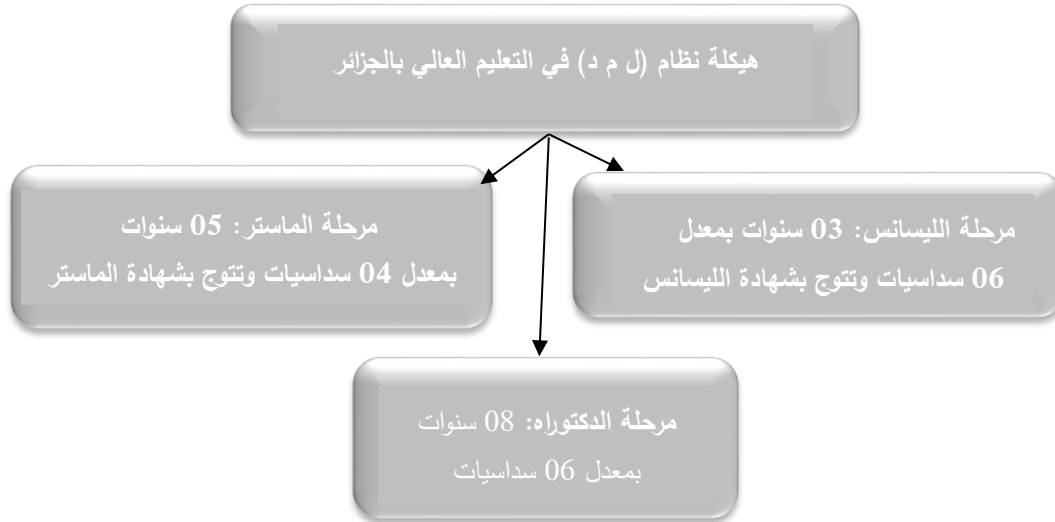 هيكلة نظام (ل م د) في التعليم العالي بالجزائر
مرحلة الليسانس: 03 سنوات بمعدل
06 سداسيات وتتوج بشهادة الليسانس
مرحلة الماستر: 05 سنوات
بمعدل 04 سداسيات وتتوج بشهادة الماستر
مرحلة الدكتوراه: 08 سنوات
بمعدل 06 سداسيات